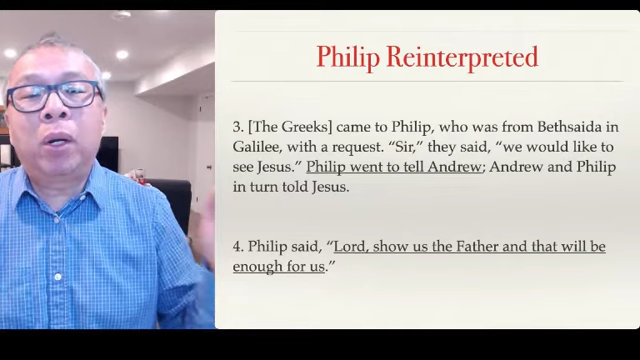 Philip Reinterpreted
3. [The Greeks] came to Philip, who was from Bethsaida in
Galilee, with a request. “Sir,” they said, “we would like to
see Jesus.” Philip went to tell Andrew; Andrew and Philip
in turn told Jesus.
4. Philip said, “Lord, show us the Father and that will be
enough for us.”